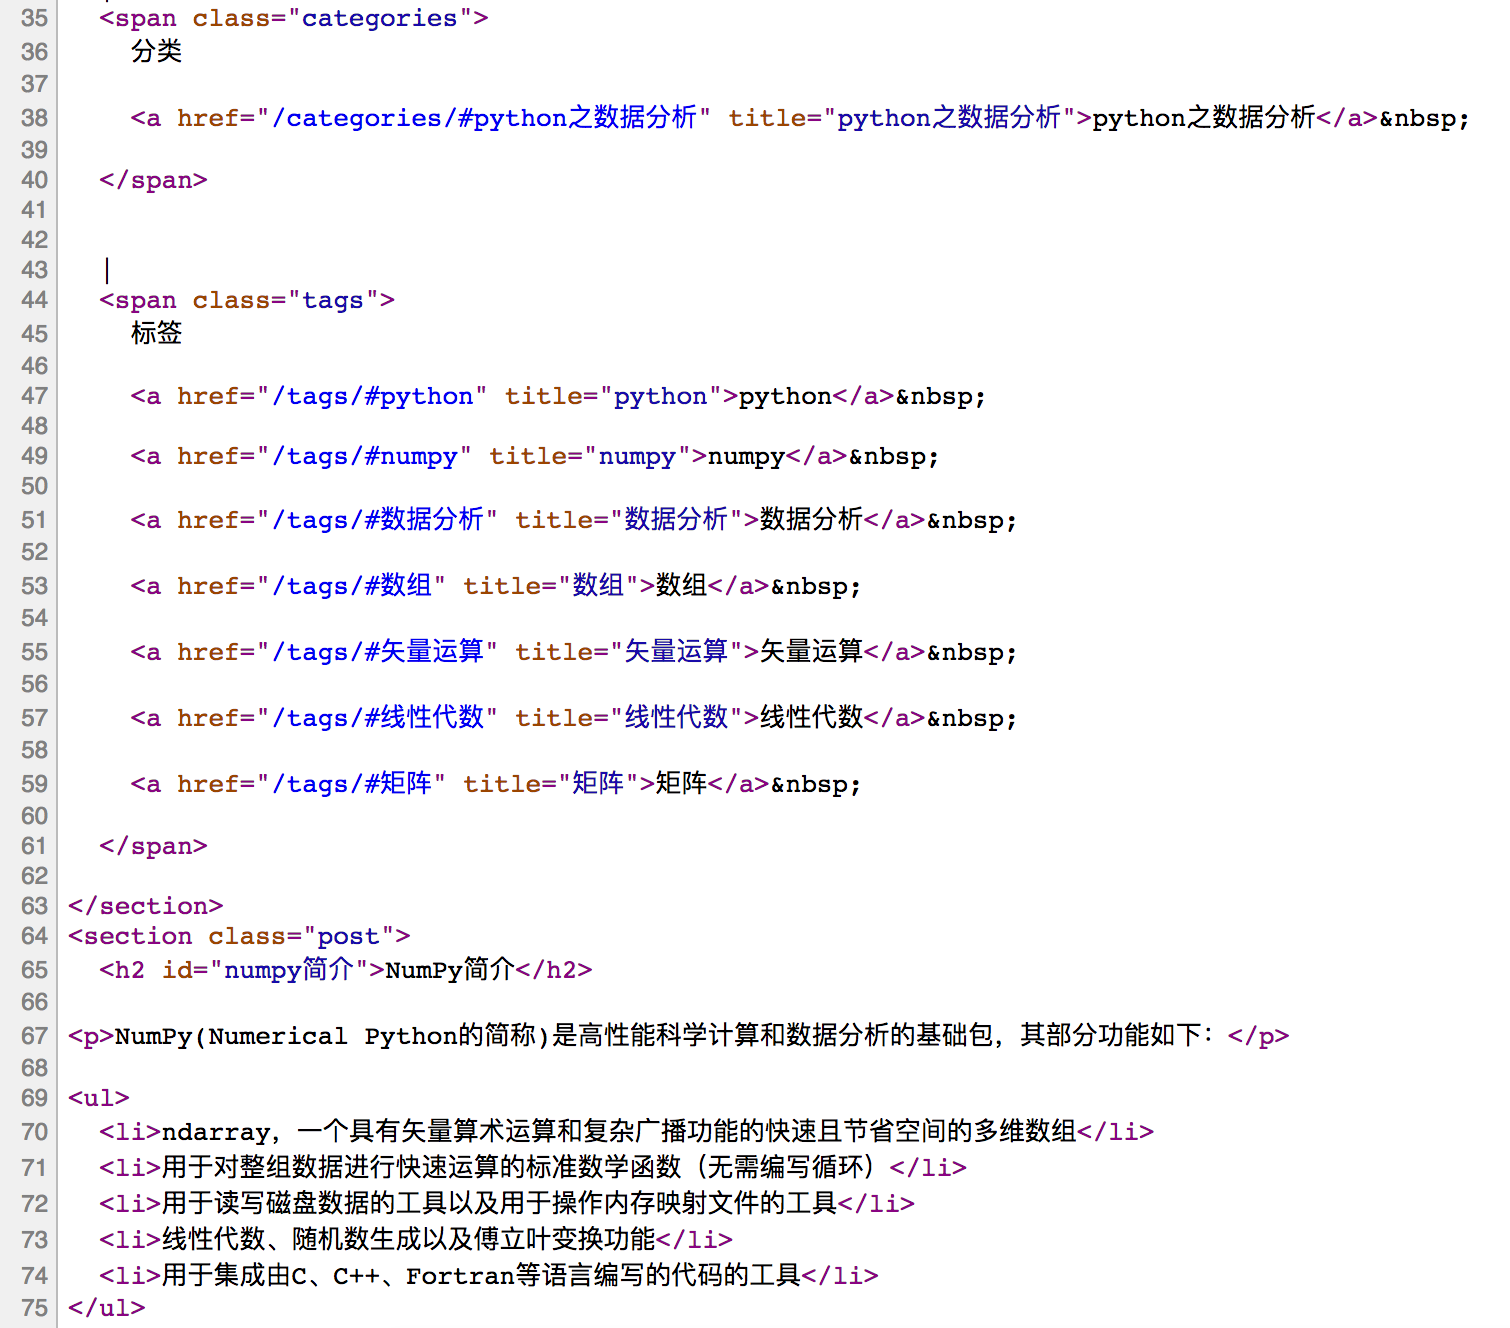 35 <span class="categories">
36 分类
37
38 <a href="/categories/#python之数据分析" title="python之数据分析">python之数据分析</a>&nbsp;
39
40 </span>
41
42
43 |
44 <span class="tags">
45 标签
46
47 <a href="/tags/#python" title="python">python</a>&nbsp;
48
49 <a href="/tags/#numpy" title="numpy">numpy</a>&nbsp;
50
51 <a href="/tags/#数据分析" title="数据分析">数据分析</a>&nbsp;
52
53 <a href="/tags/#数组" title="数组">数组</a>&nbsp;
54
55 <a href="/tags/#矢量运算" title="矢量运算">矢量运算</a>&nbsp;
56
57 <a href="/tags/#线性代数" title="线性代数">线性代数</a>&nbsp;
58
59 <a href="/tags/#矩阵" title="矩阵">矩阵</a>&nbsp;
60
61 </span>
62
63 </section>
64 <section class="post">
65 <h2 id="numpy简介">NumPy简介</h2>
66
67 <p>NumPy(Numerical Python的简称)是高性能科学计算和数据分析的基础包，其部分功能如下：</p>
68
69 <ul>
70 <li>ndarray，一个具有矢量算术运算和复杂广播功能的快速且节省空间的多维数组</li>
71 <li>用于对整组数据进行快速运算的标准数学函数（无需编写循环）</li>
72 <li>用于读写磁盘数据的工具以及用于操作内存映射文件的工具</li>
73 <li>线性代数、随机数生成以及傅立叶变换功能</li>
74 <li>用于集成由C、C++、Fortran等语言编写的代码的工具</li>
75 </ul>